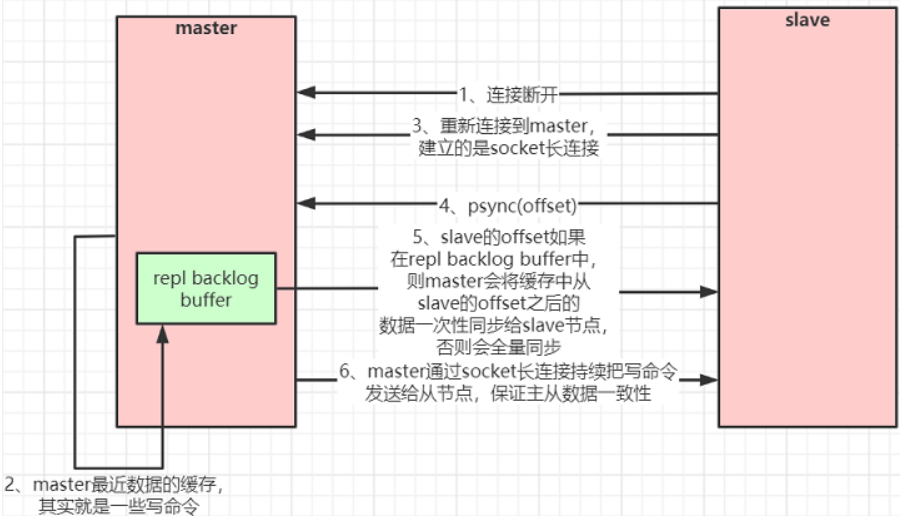 master
slave
1、连接断开
3、重新连接到master，
建立的是socket长连接
4、psync(offset)
5、slave的offset如果
在repl backlog buffer中，
则master会将缓存中从
slave的offset之后的
数据一次性同步给slave节点，
否则会全量同步
repl backlog
buffer
6、master通过socket长连接持续把写命令
发送给从节点，保证主从数据一致性
2、master最近数据的缓存，
其实就是一些写命令